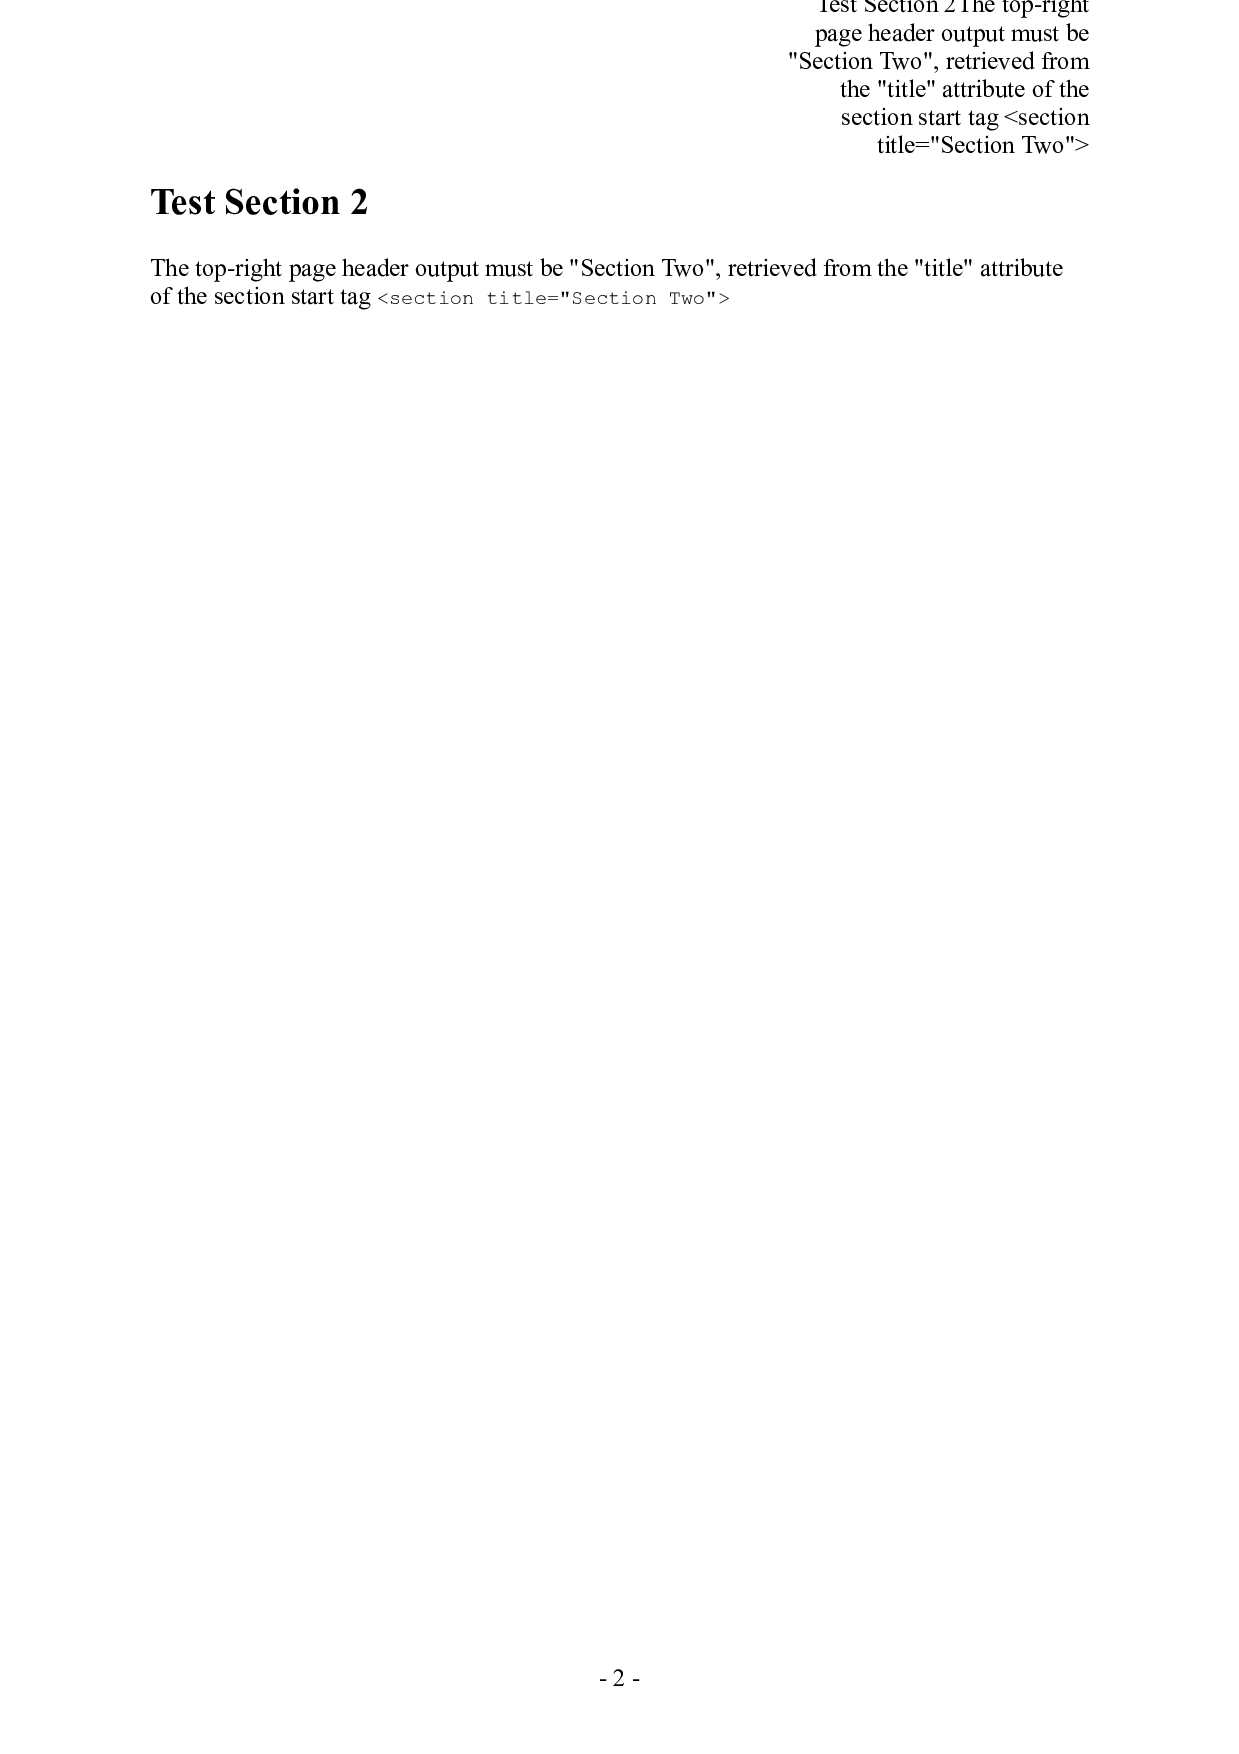 Test Section 2The top-right
page header output must be
"Section Two", retrieved from
the "title" attribute of the
section start tag <section
title="Section Two">
Test Section 2
The top-right page header output must be "Section Two", retrieved from the "title" attribute
of the section start tag <section title="Section Two">
- 2 -